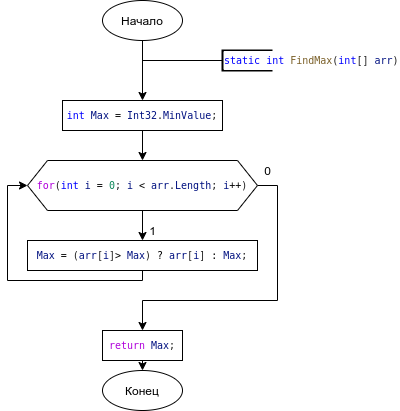 Начало
static int FindMax(int[] arr)
int Max = Int32.MinValue;
0
for(int i = 0; i < arr.Length; i++)
1
Max = (arr[i]> Max) ? arr[i] : Max;
return Max;
Конец